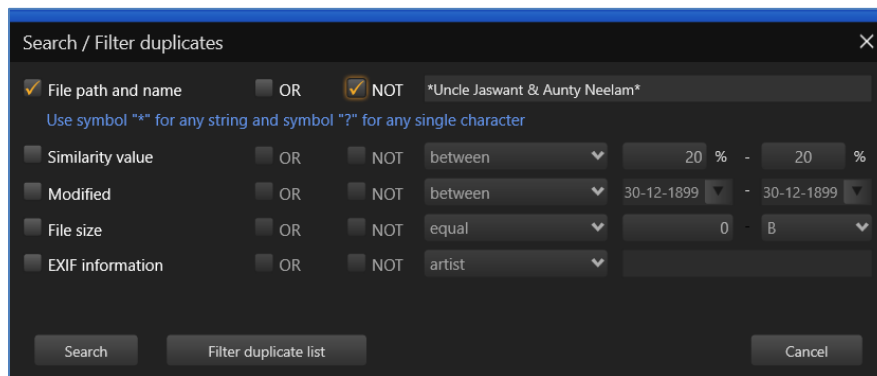 Search / Filter duplicates
File path and name OR NOT *Uncle Jaswant & Aunty Neelam*
Use symbol "*" for any string and symbol "?" for any single character
Similarity value OR NOT between 20 % - 20 %
Modified OR NOT between 30-12-1899 - 30-12-1899
File size OR NOT equal 0 - B
EXIF information OR NOT artist
Search Filter duplicate list Cancel